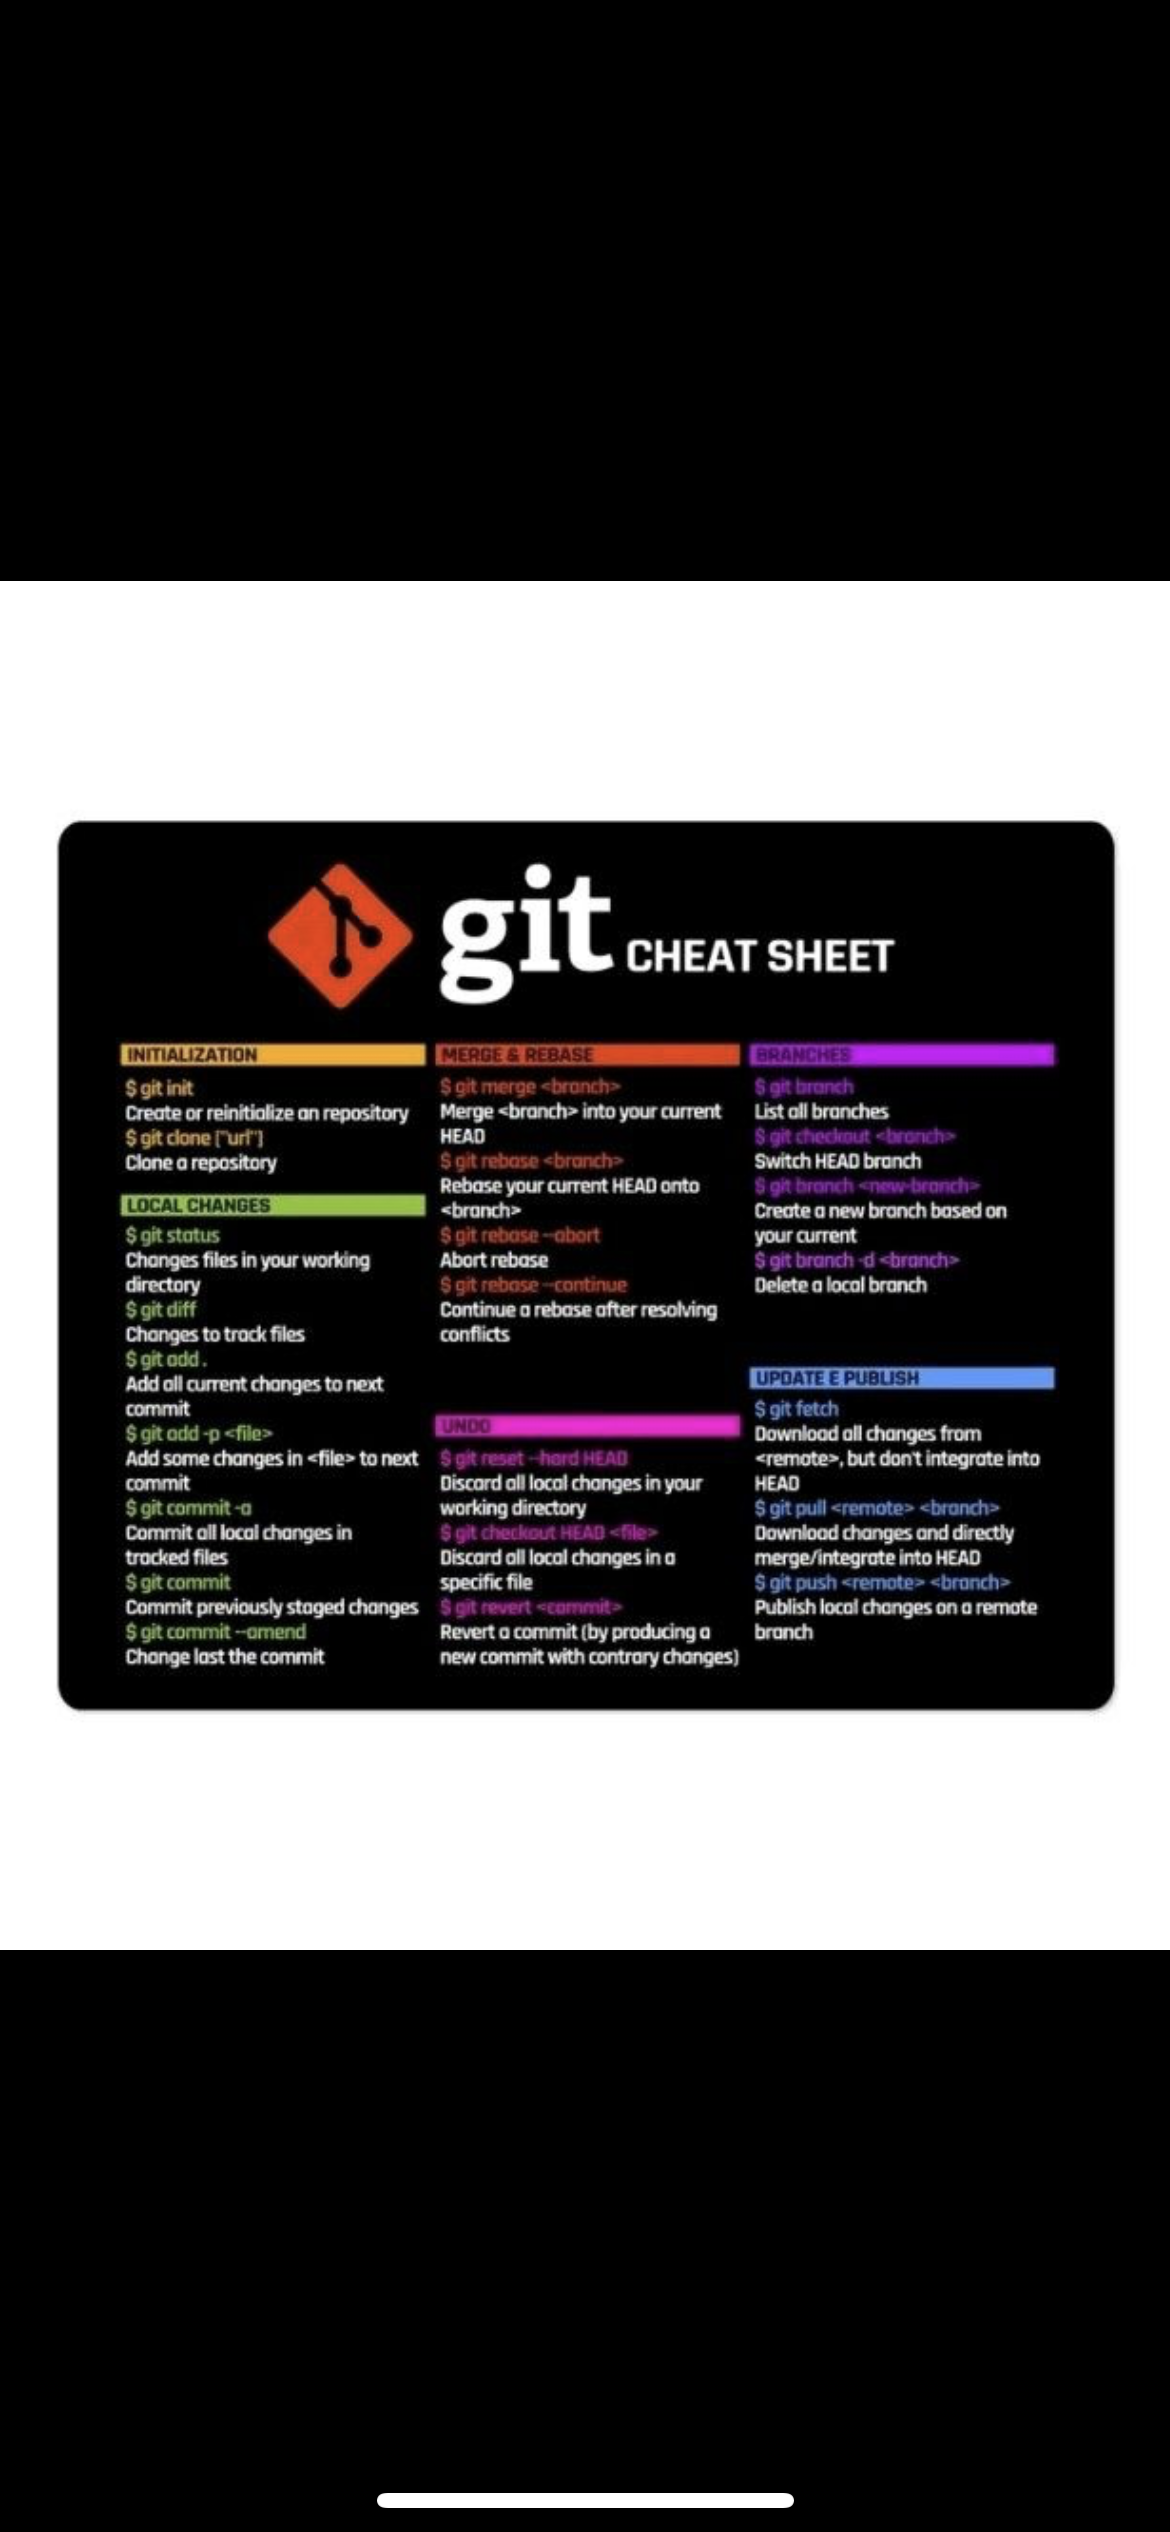 git CHEAT SHEET
INITIALIZATION
$ git init
Create or reinitialize an repository
$ git clone ["url"]
Clone a repository
LOCAL CHANGES
$ git status
Changes files in your working
directory
$ git diff
Changes to track files
$ git add .
Add all current changes to next
commit
$ git add -p <file>
Add some changes in <file> to next
commit
$ git commit -a
Commit all local changes in
tracked files
$ git commit
Commit previously staged changes
$ git commit --amend
Change last the commit
MERGE & REBASE
$ git merge <branch>
Merge <branch> into your current
HEAD
$ git rebase <branch>
Rebase your current HEAD onto
<branch>
$ git rebase --abort
Abort rebase
$ git rebase --continue
Continue a rebase after resolving
conflicts
UNDO
$ git reset --hard HEAD
Discard all local changes in your
working directory
$ git checkout HEAD <file>
Discard all local changes in a
specific file
$ git revert <commit>
Revert a commit (by producing a
new commit with contrary changes)
BRANCHES
$ git branch
List all branches
$ git checkout <branch>
Switch HEAD branch
$ git branch <new-branch>
Create a new branch based on
your current
$ git branch -d <branch>
Delete a local branch
UPDATE E PUBLISH
$ git fetch
Download all changes from
<remote>, but don't integrate into
HEAD
$ git pull <remote> <branch>
Download changes and directly
merge/integrate into HEAD
$ git push <remote> <branch>
Publish local changes on a remote
branch